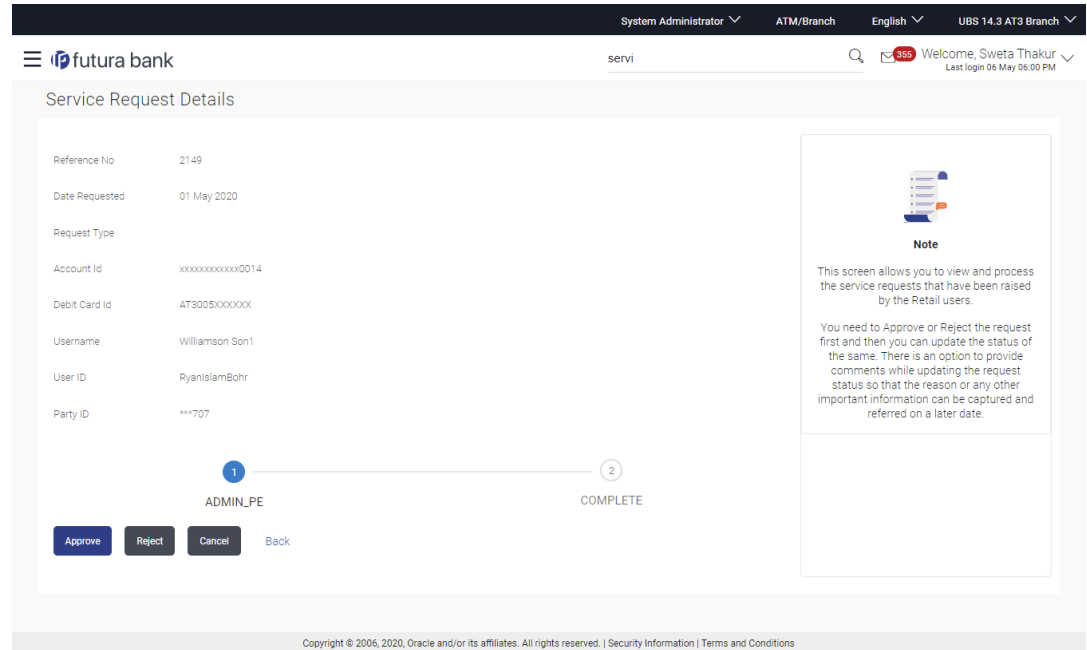 System Administrator ATM/Branch English UBS 14.3 AT3 Branch
futura bank
servi
355
Welcome, Sweta Thakur
Last login 06 May 06:00 PM
Service Request Details
Reference No 2149
Date Requested 01 May 2020
Request Type
Account Id xxxxxxxxxxxx0014
Debit Card Id AT3005XXXXXX
Username Williamson Son1
User ID RyanIslamBohr
Party ID ***707
1
ADMIN_PE
2
COMPLETE
Approve Reject Cancel Back
Note
This screen allows you to view and process
the service requests that have been raised
by the Retail users.
You need to Approve or Reject the request
first and then you can update the status of
the same. There is an option to provide
comments while updating the request
status so that the reason or any other
important information can be captured and
referred on a later date.
Copyright © 2006, 2020, Oracle and/or its affiliates. All rights reserved. | Security Information | Terms and Conditions